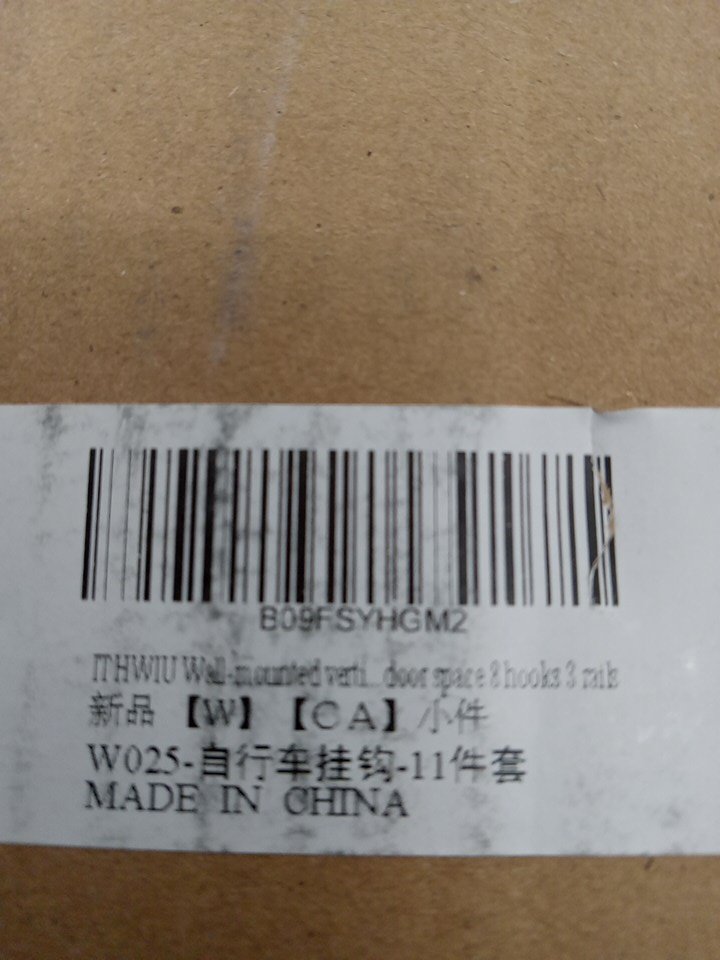 B09FSYHGM2
ITHWIU Wall-mounted verti...door space 8 hooks 3 rails
新品 【W】 【CA】小件
W025-自行车挂钩-11件套
MADE IN CHINA